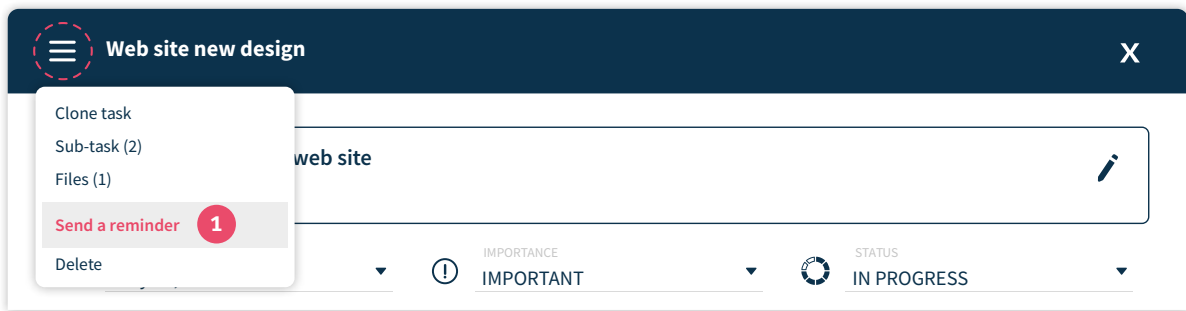 Web site new design
X
Clone task
Sub-task (2)
Files (1)
Send a reminder 1
Delete
web site
IMPORTANCE
IMPORTANT
STATUS
IN PROGRESS